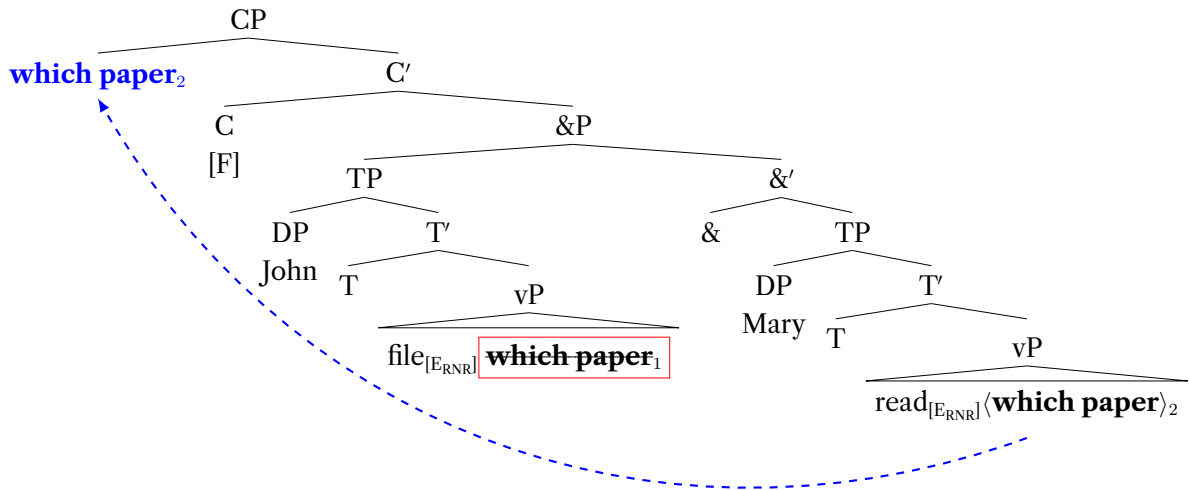 CP
which paper₂ C′
C &P
[F] TP &′
DP T′ & TP
John T vP DP T′
Mary T vP
file[E_RNR] which paper₁
read[E_RNR]⟨which paper⟩₂